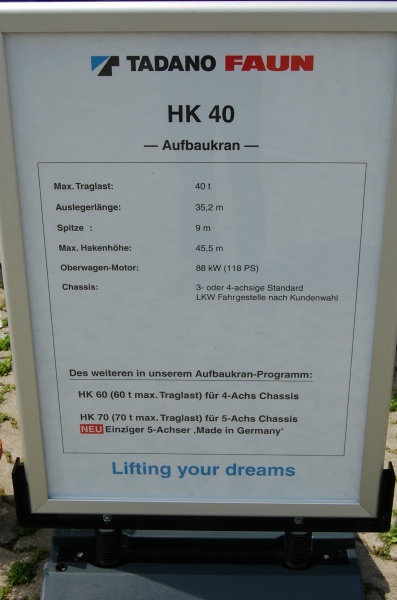 TADANO FAUN
HK 40
— Aufbaukran —
Max. Traglast: 40 t
Auslegerlänge: 35,2 m
Spitze : 9 m
Max. Hakenhöhe: 45,5 m
Oberwagen-Motor: 88 kW (118 PS)
Chassis: 3- oder 4-achsige Standard
LKW Fahrgestelle nach Kundenwahl
Des weiteren in unserem Aufbaukran-Programm:
HK 60 (60 t max. Traglast) für 4-Achs Chassis
HK 70 (70 t max. Traglast) für 5-Achs Chassis
NEU Einziger 5-Achser ‚Made in Germany‘
Lifting your dreams